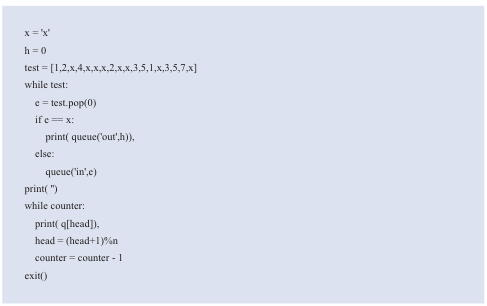 x = 'x'
h = 0
test = [1,2,x,4,x,x,x,2,x,x,3,5,1,x,3,5,7,x]
while test:
e = test.pop(0)
if e == x:
print( queue('out',h)),
else:
queue('in',e)
print( '')
while counter:
print( q[head]),
head = (head+1)%n
counter = counter - 1
exit()